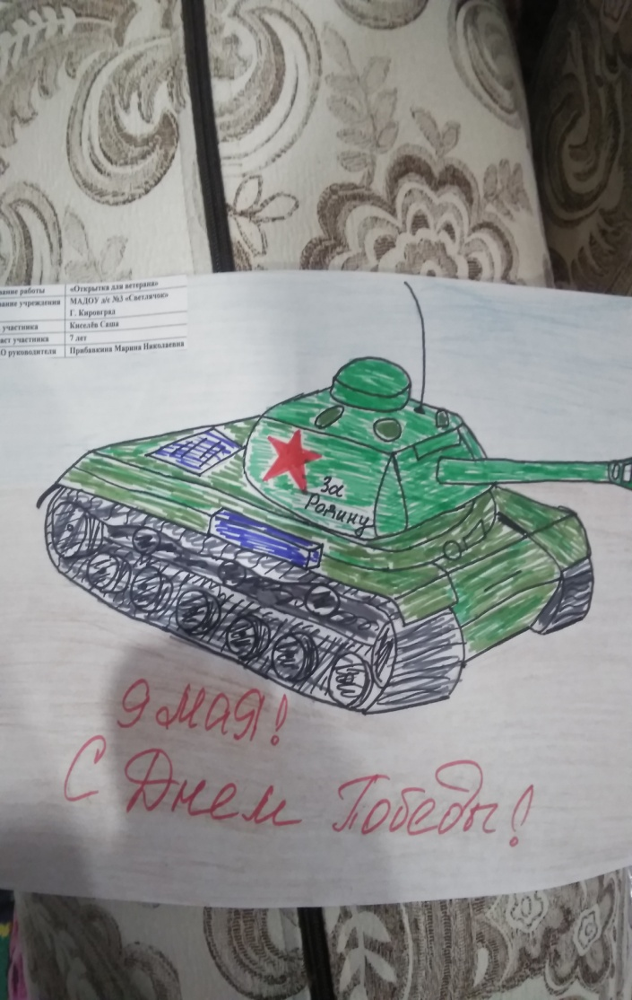 ание работы «Открытка для ветерана»
ание учреждения МАДОУ д/с №3 «Светлячок»
Г. Кировград
участника Киселёв Саша
аст участника 7 лет
О руководителя Прибавкина Марина Николаевна
За
Родину
9 мая!
С Днем Победы!